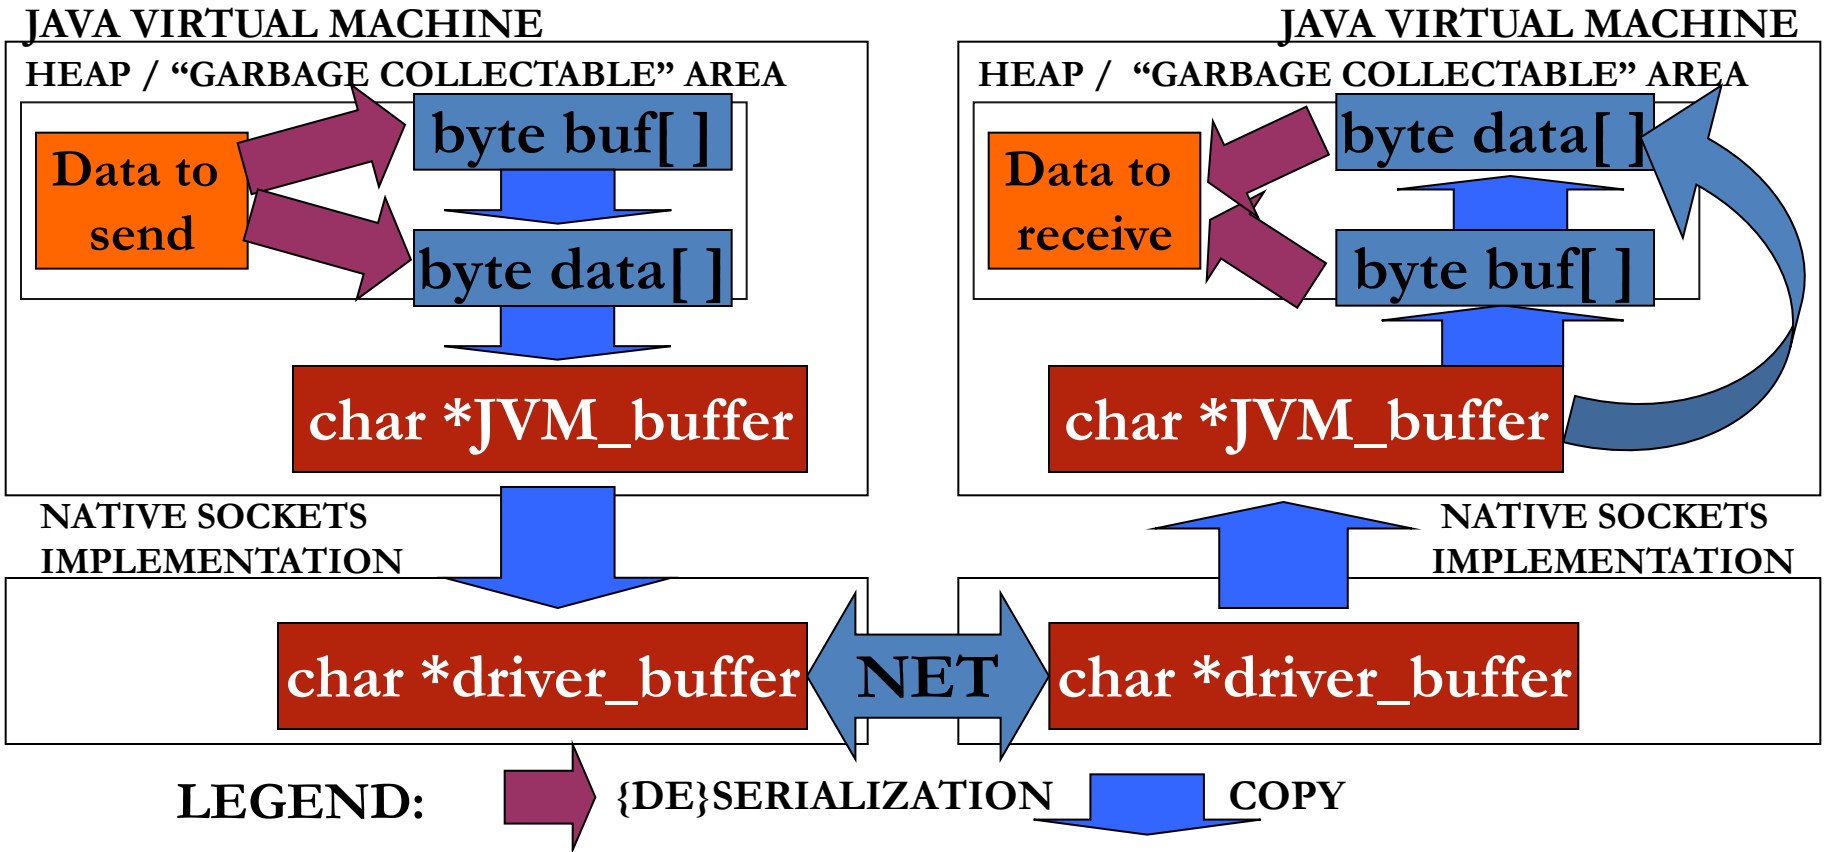 JAVA VIRTUAL MACHINE
HEAP / “GARBAGE COLLECTABLE” AREA
Data to
send
byte buf[ ]
byte data[ ]
char *JVM_buffer
NATIVE SOCKETS
IMPLEMENTATION
char *driver_buffer
NET
JAVA VIRTUAL MACHINE
HEAP / “GARBAGE COLLECTABLE” AREA
Data to
receive
byte data[ ]
byte buf[ ]
char *JVM_buffer
NATIVE SOCKETS
IMPLEMENTATION
char *driver_buffer
LEGEND:
{DE}SERIALIZATION
COPY